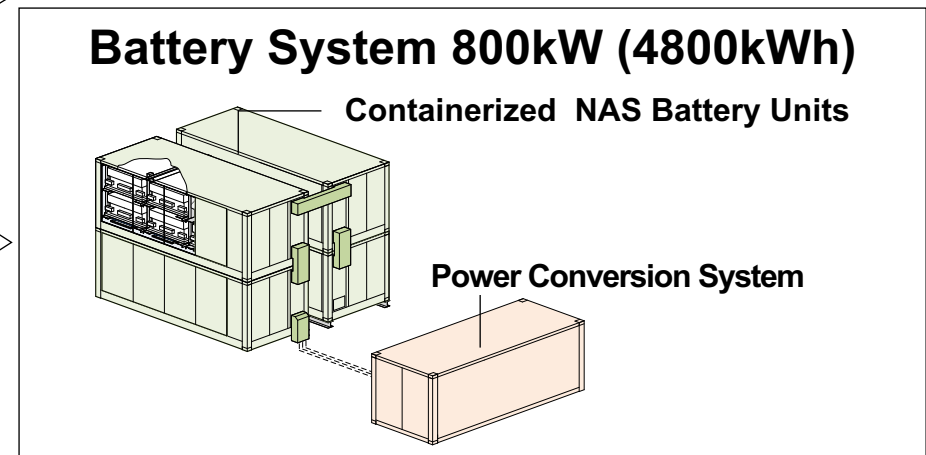 Battery System 800kW (4800kWh)
Containerized NAS Battery Units
Power Conversion System